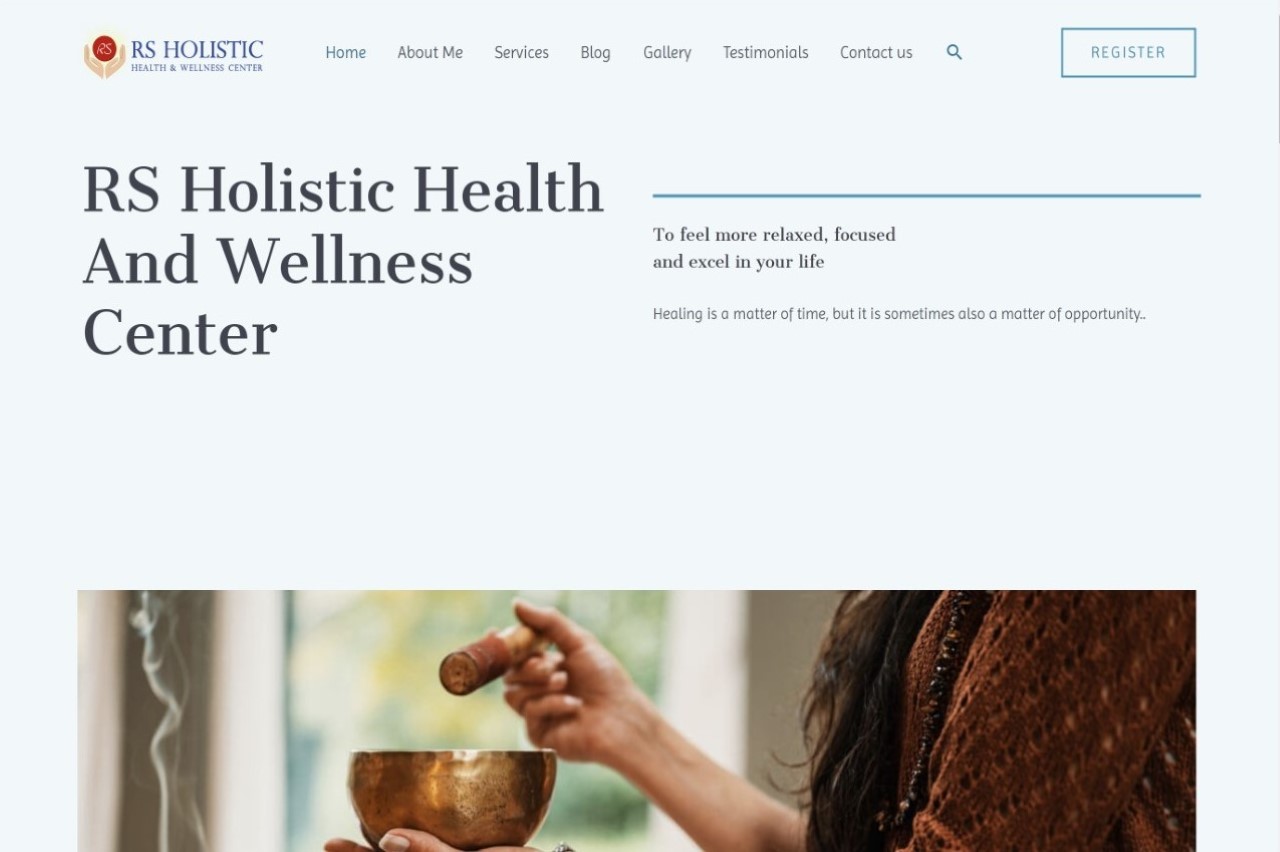 RS
RS HOLISTIC
HEALTH & WELLNESS CENTER
Home
About Me
Services
Blog
Gallery
Testimonials
Contact us
REGISTER
RS Holistic Health
And Wellness
Center
To feel more relaxed, focused
and excel in your life
Healing is a matter of time, but it is sometimes also a matter of opportunity..